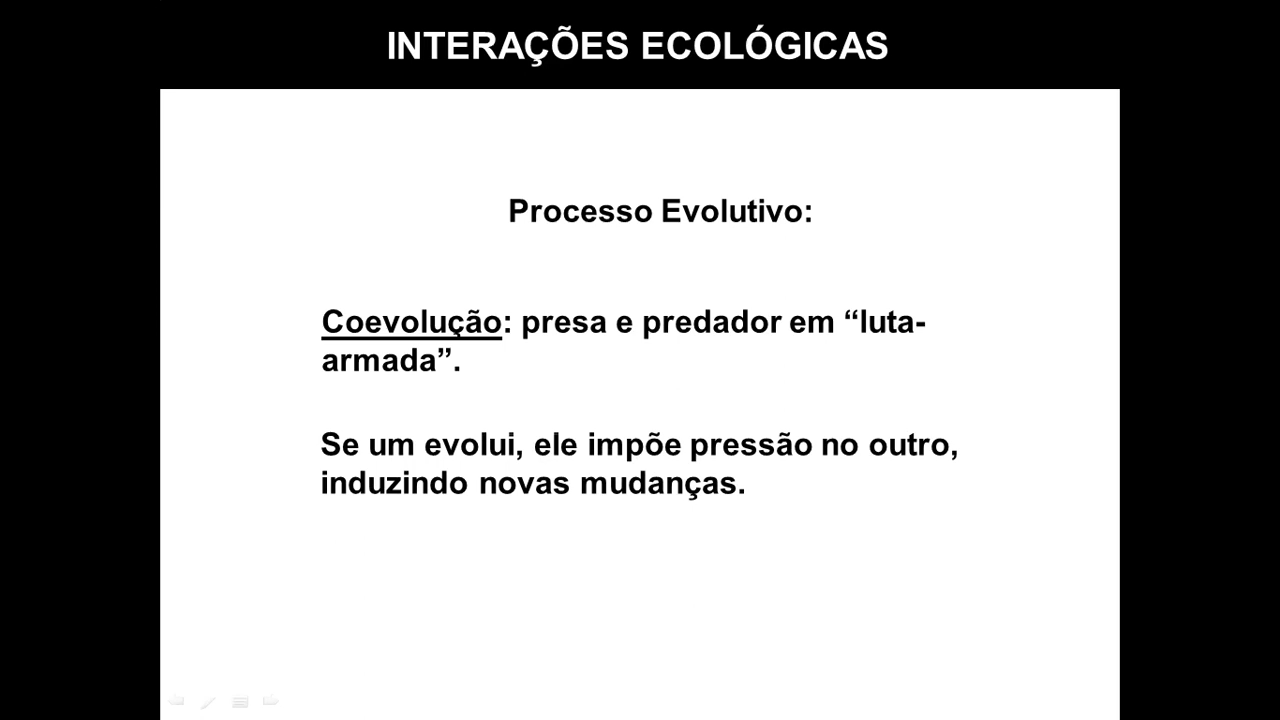 INTERAÇÕES ECOLÓGICAS
Processo Evolutivo:
Coevolução: presa e predador em “luta-
armada”.
Se um evolui, ele impõe pressão no outro,
induzindo novas mudanças.